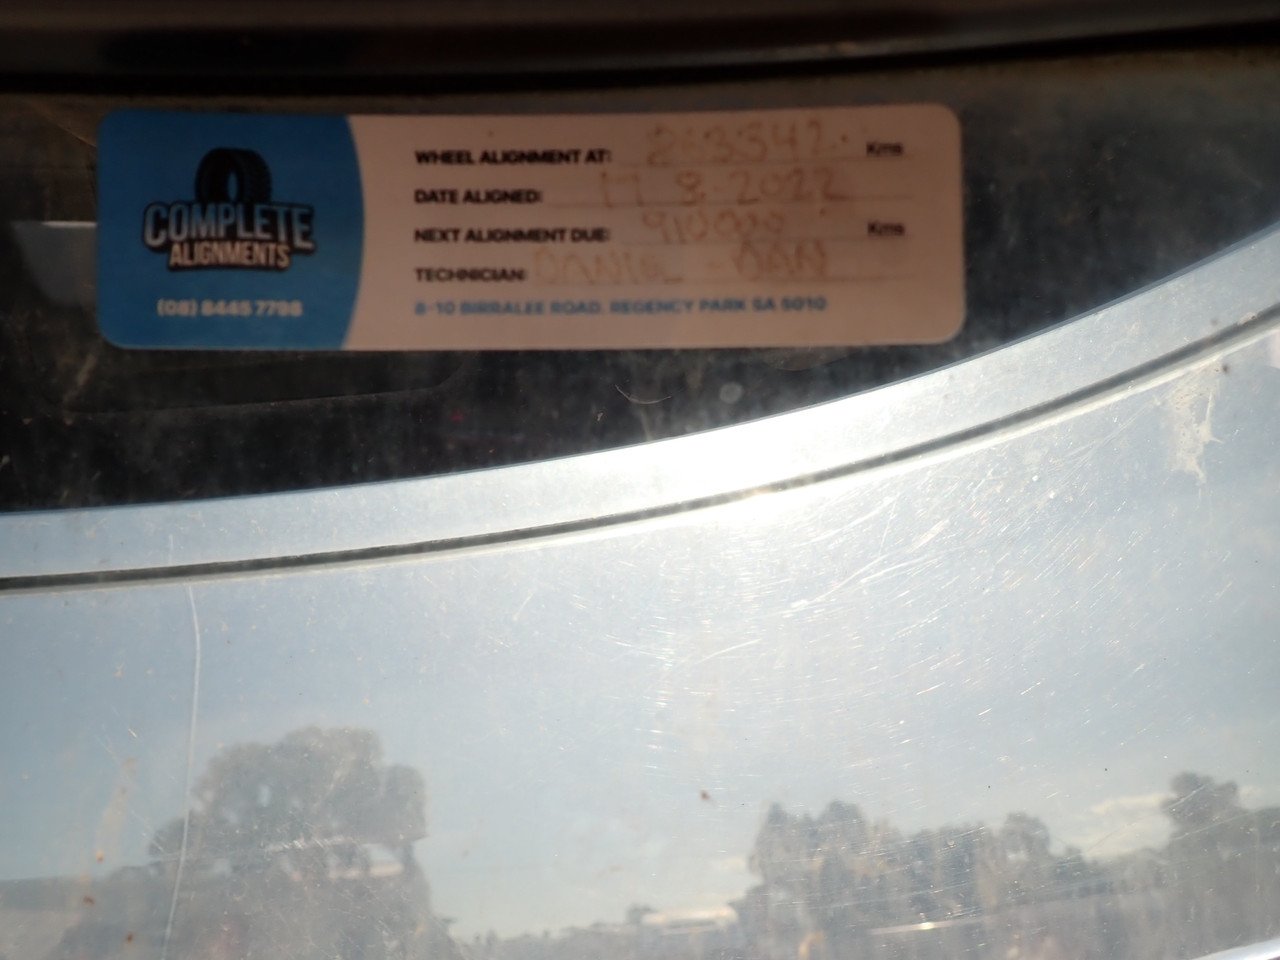 COMPLETE
ALIGNMENTS
(08) 8445 7798
WHEEL ALIGNMENT AT: Kms
DATE ALIGNED: 17 8 2022
NEXT ALIGNMENT DUE: Kms
TECHNICIAN: DAN
8-10 BIRRALEE ROAD, REGENCY PARK SA 5010